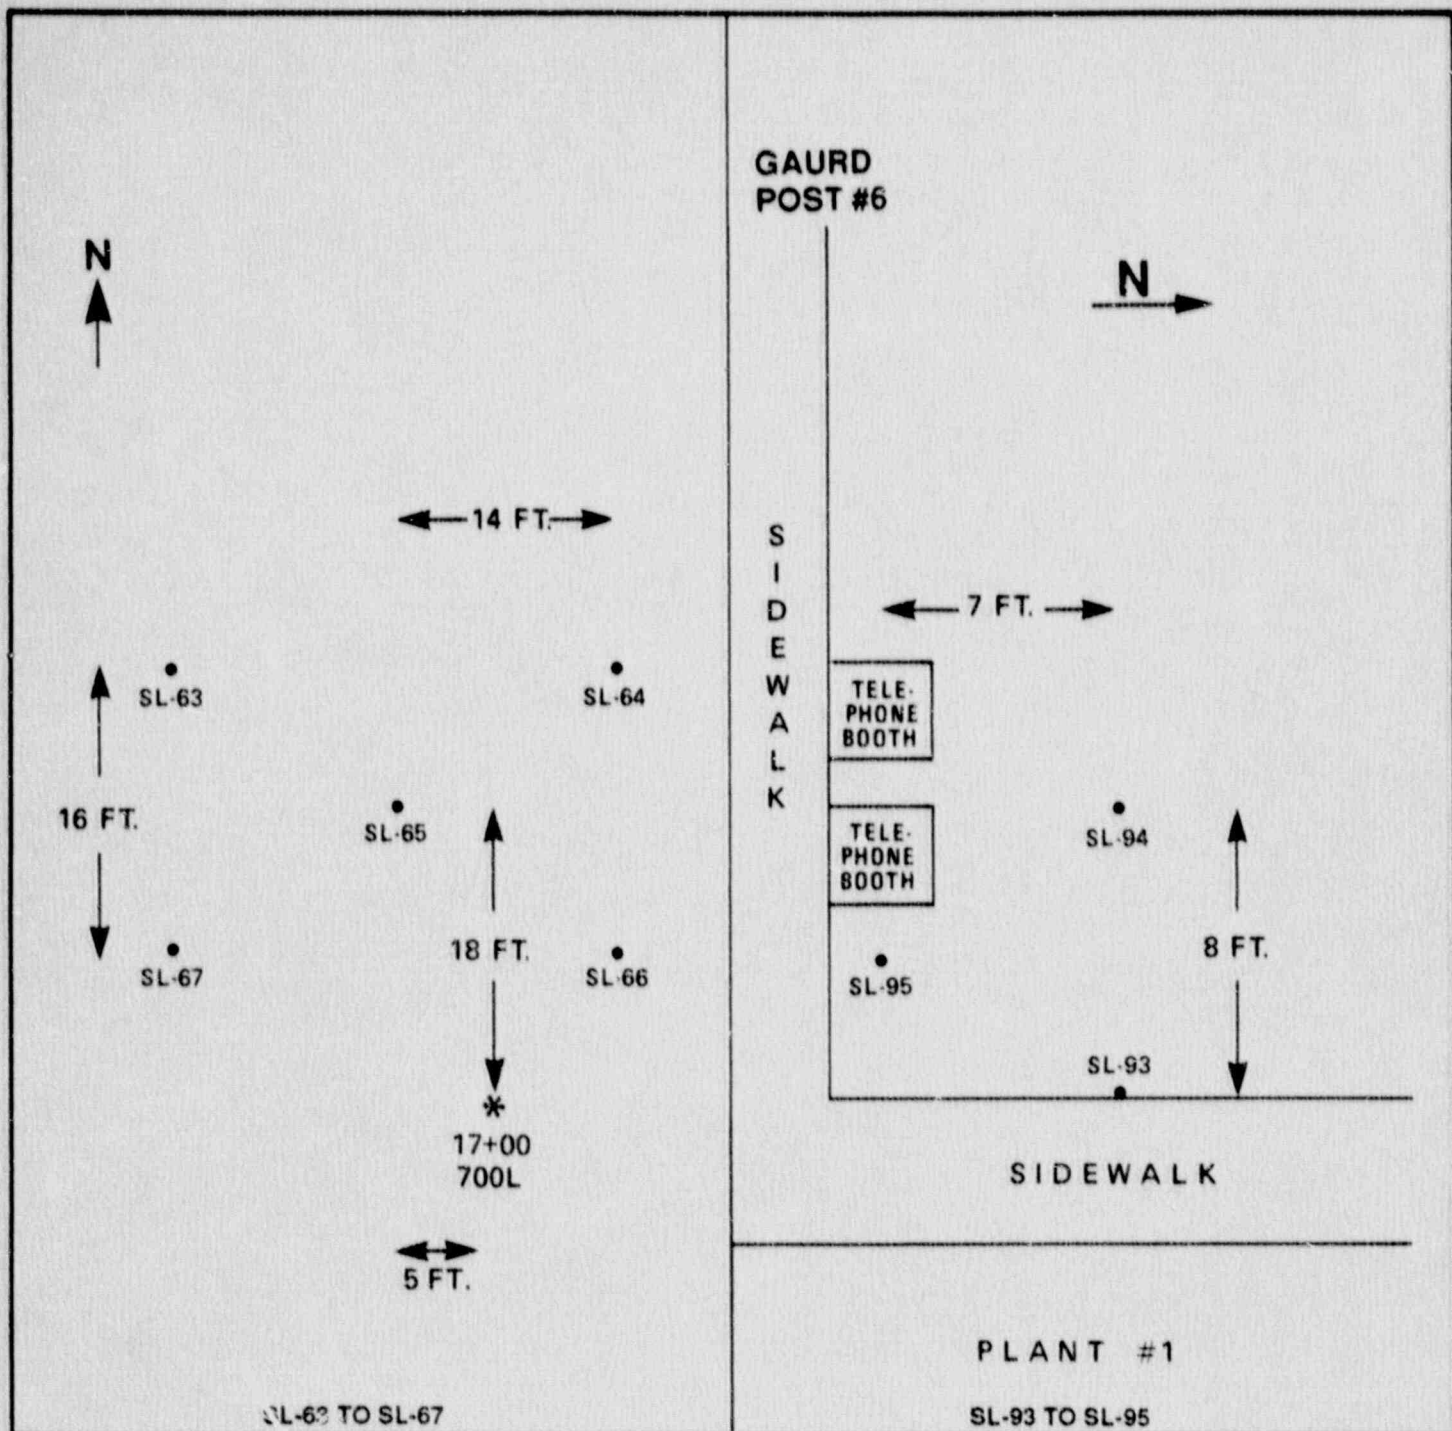 N
14 FT.
SL-63
SL-64
16 FT.
SL-65
18 FT.
SL-67
SL-66
17+00
700L
5 FT.
SL-63 TO SL-67
GAURD
POST #6
N
S
I
D
E
W
A
L
K
7 FT.
TELE-
PHONE
BOOTH
TELE-
PHONE
BOOTH
SL-94
8 FT.
SL-95
SL-93
SIDEWALK
PLANT #1
SL-93 TO SL-95